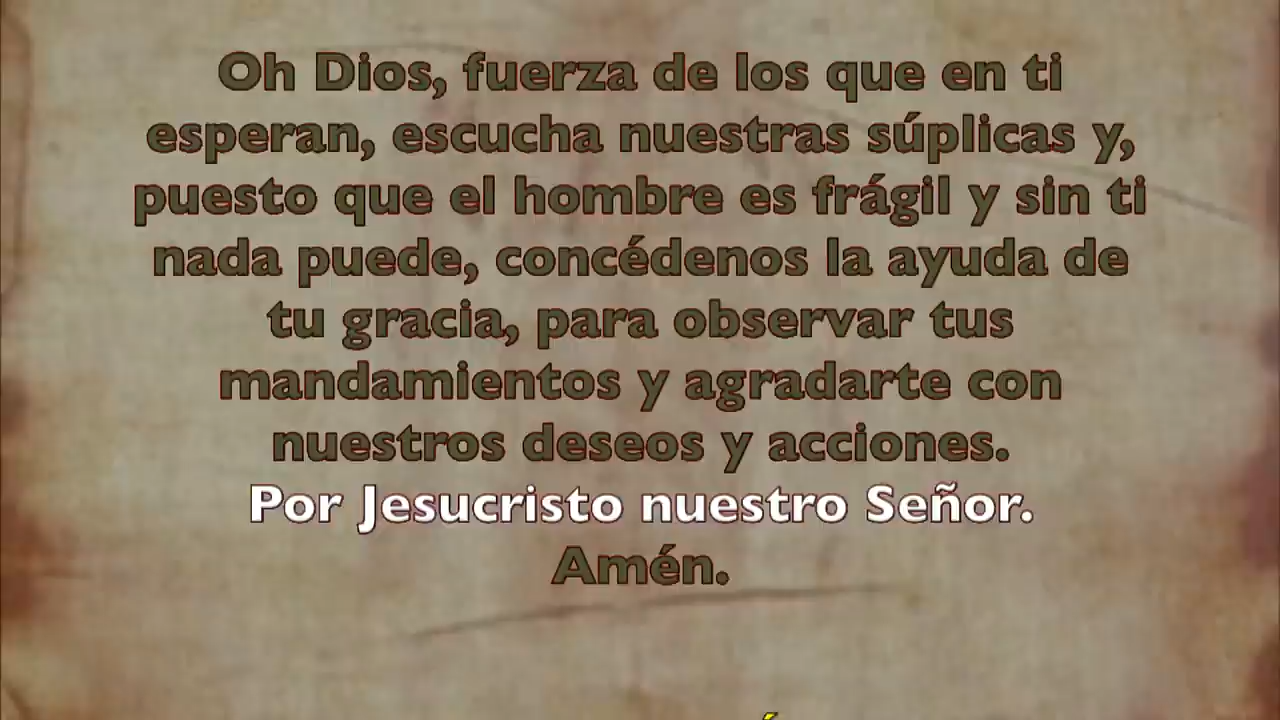 Oh Dios, fuerza de los que en ti
esperan, escucha nuestras súplicas y,
puesto que el hombre es frágil y sin ti
nada puede, concédenos la ayuda de
tu gracia, para observar tus
mandamientos y agradarte con
nuestros deseos y acciones.
Por Jesucristo nuestro Señor.
Amén.